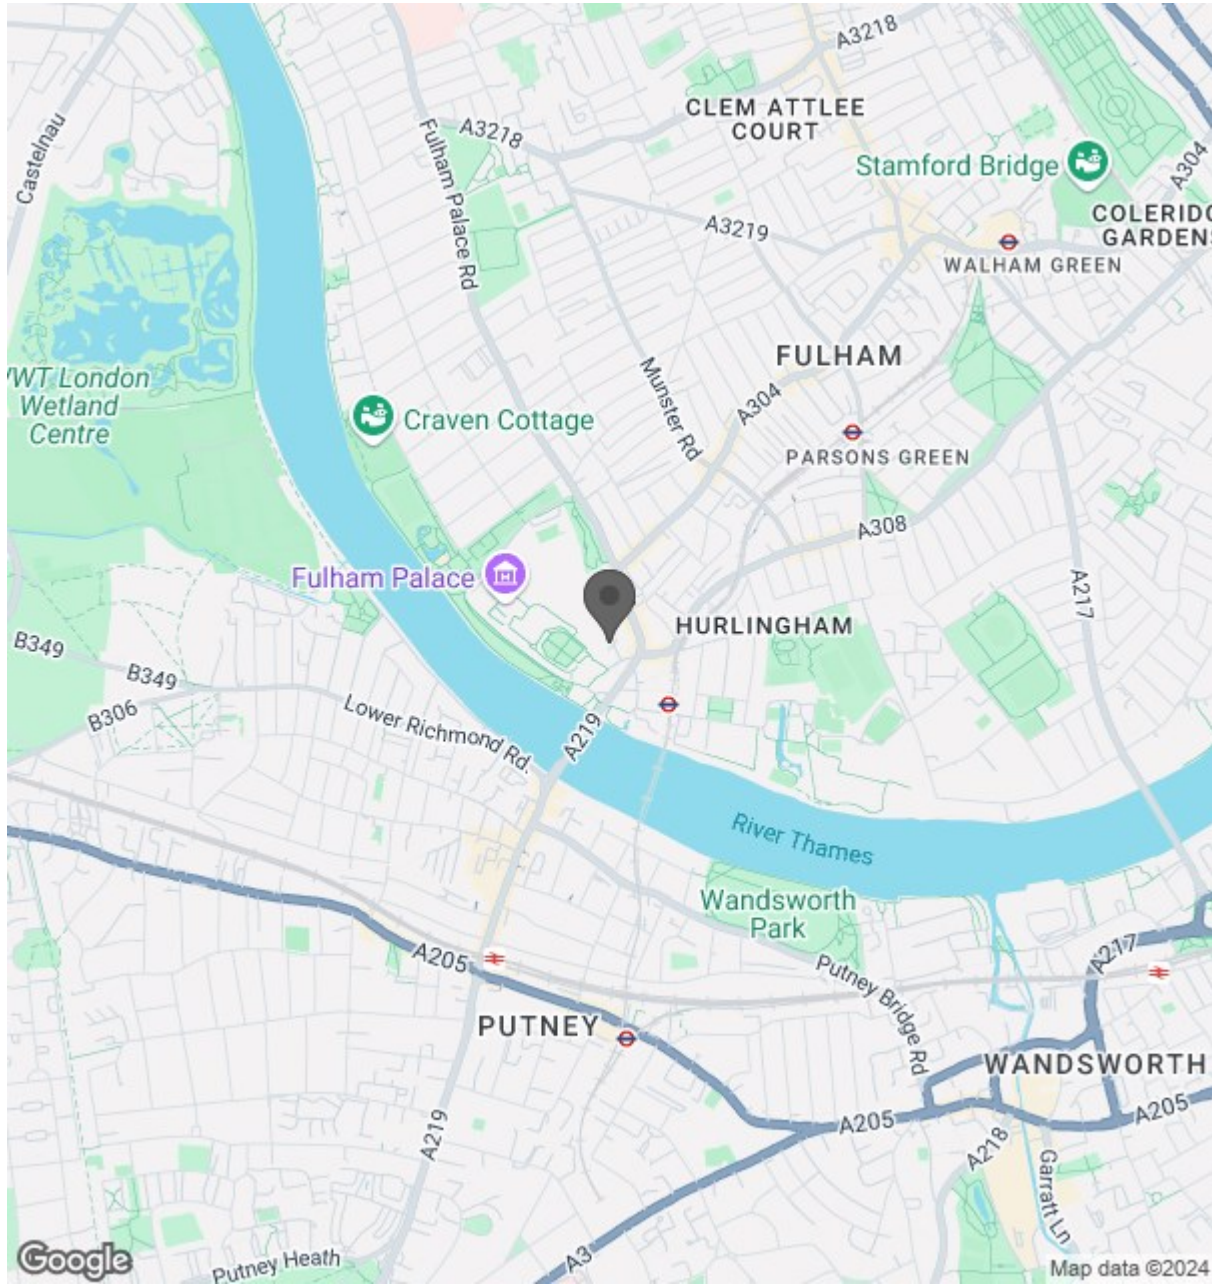 A3218
CLEM ATTLEE
COURT
Castelnau
Fulham Palace Rd
A3218
Stamford Bridge
A304
COLERIDG
GARDENS
A3219
WALHAM GREEN
FULHAM
WT London
Wetland
Centre
Craven Cottage
Munster Rd
A304
PARSONS GREEN
A308
Fulham Palace
A217
HURLINGHAM
B349
B349
B306
Lower Richmond Rd.
A219
River Thames
Wandsworth
Park
A205
A217
Putney Bridge Rd
PUTNEY
WANDSWORTH
A219
A205
A205
A218
Garratt Ln
A3
Putney Heath
Google
Map data ©2024